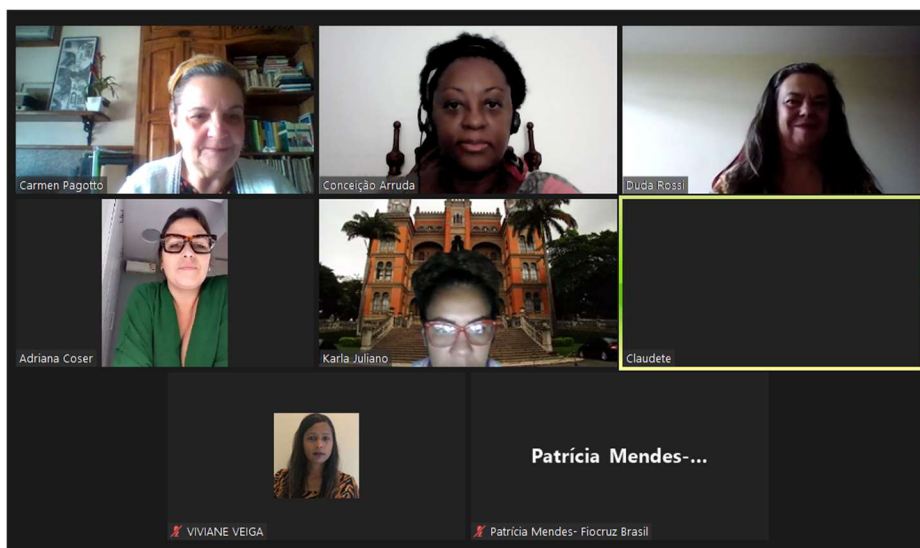 Carmen Pagotto
Conceição Arruda
Duda Rossi
Adriana Coser
Karla Juliano
Claudete
Patrícia Mendes-...
VIVIANE VEIGA
Patrícia Mendes- Fiocruz Brasil